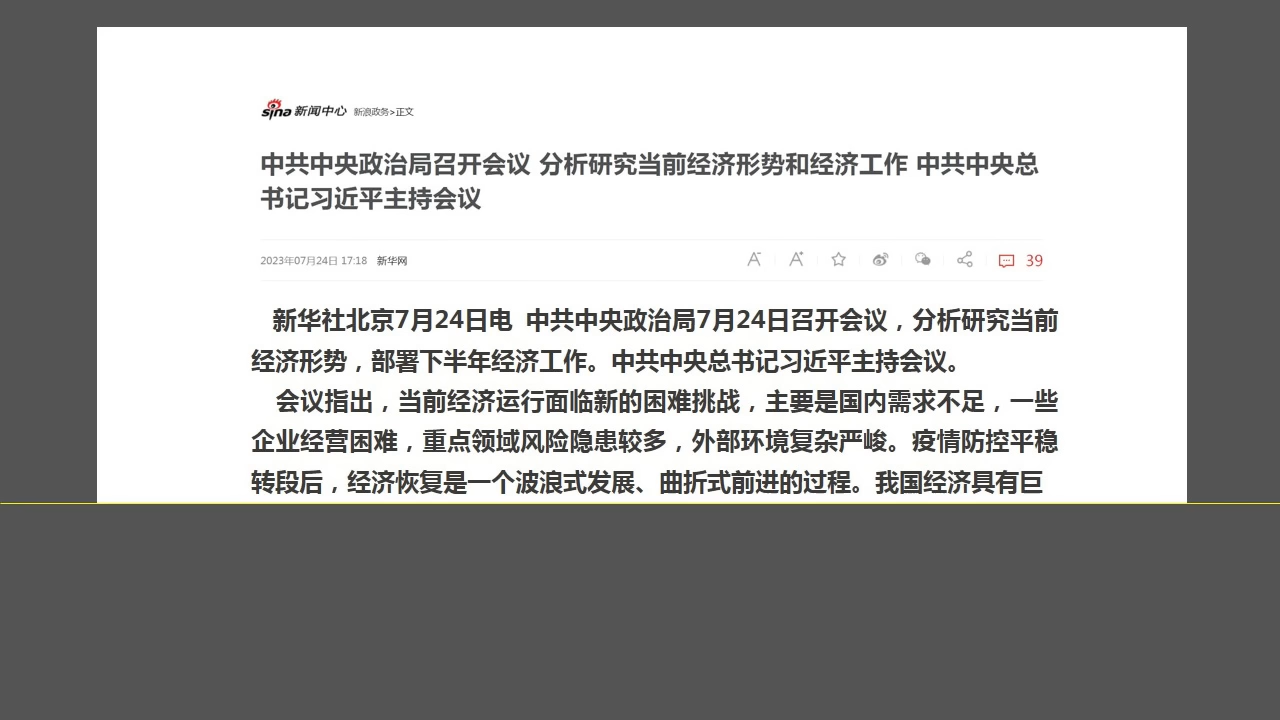 sina 新闻中心 新浪政务>正文
中共中央政治局召开会议 分析研究当前经济形势和经济工作 中共中央总
书记习近平主持会议
2023年07月24日 17:18 新华网 A- A+ 39
新华社北京7月24日电 中共中央政治局7月24日召开会议，分析研究当前
经济形势，部署下半年经济工作。中共中央总书记习近平主持会议。
会议指出，当前经济运行面临新的困难挑战，主要是国内需求不足，一些
企业经营困难，重点领域风险隐患较多，外部环境复杂严峻。疫情防控平稳
转段后，经济恢复是一个波浪式发展、曲折式前进的过程。我国经济具有巨